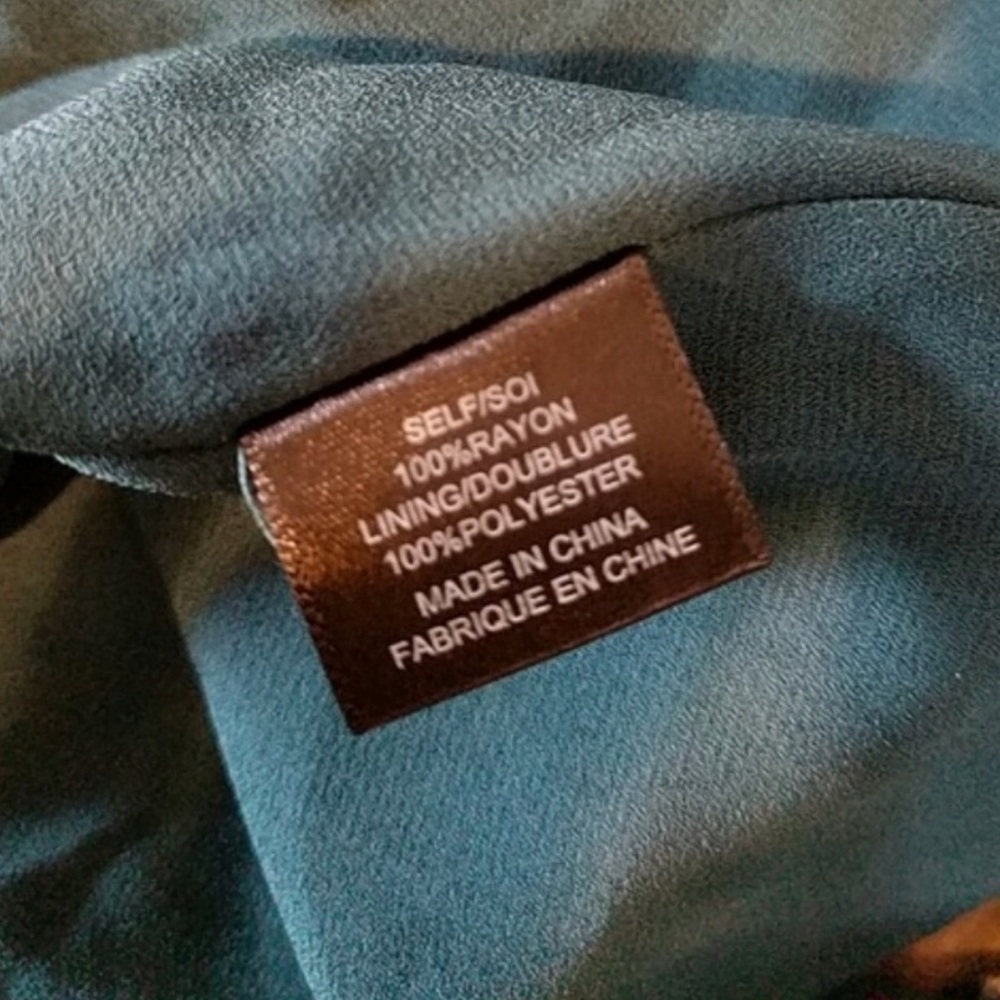 SELF/SOI
100%RAYON
LINING/DOUBLURE
100%POLYESTER
MADE IN CHINA
FABRIQUE EN CHINE